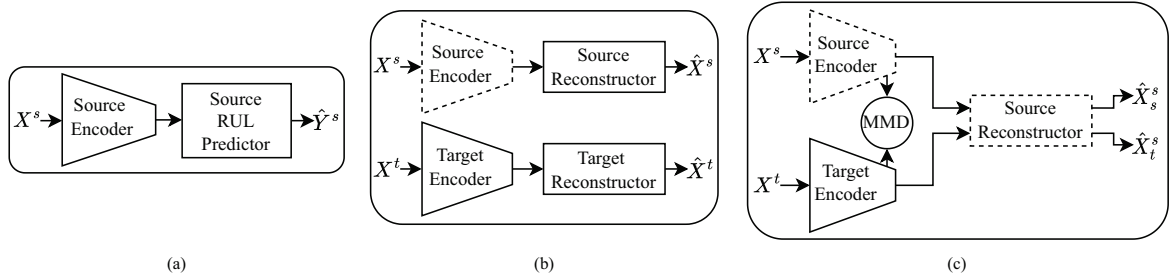 X^s
Source
Encoder
Source
RUL
Predictor
Ŷ^s
(a)
X^s
Source
Encoder
Source
Reconstructor
X̂^s
X^t
Target
Encoder
Target
Reconstructor
X̂^t
(b)
X^s
Source
Encoder
MMD
X^t
Target
Encoder
Source
Reconstructor
X̂^s_s
X̂^s_t
(c)